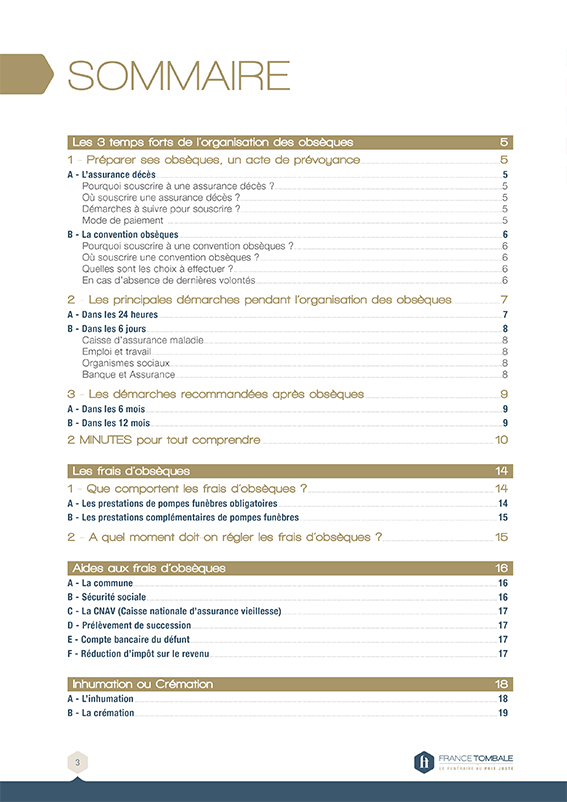 SOMMAIRE
Les 3 temps forts de l'organisation des obsèques 5
1 - Préparer ses obsèques, un acte de prévoyance 5
A - L'assurance décès 5
Pourquoi souscrire à une assurance décès ? 5
Où souscrire une assurance décès ? 5
Démarches à suivre pour souscrire ? 5
Mode de paiement 5
B - La convention obsèques 6
Pourquoi souscrire à une convention obsèques ? 6
Où souscrire une convention obsèques ? 6
Quelles sont les choix à effectuer ? 6
En cas d'absence de dernières volontés 6
2 - Les principales démarches pendant l'organisation des obsèques 7
A - Dans les 24 heures 7
B - Dans les 6 jours 8
Caisse d'assurance maladie 8
Emploi et travail 8
Organismes sociaux 8
Banque et Assurance 8
3 - Les démarches recommandées après obsèques 9
A - Dans les 6 mois 9
B - Dans les 12 mois 9
2 MINUTES pour tout comprendre 10
Les frais d'obsèques 14
1 - Que comportent les frais d'obsèques ? 14
A - Les prestations de pompes funèbres obligatoires 14
B - Les prestations complémentaires de pompes funèbres 15
2 - A quel moment doit on régler les frais d'obsèques ? 15
Aides aux frais d'obsèques 16
A - La commune 16
B - Sécurité sociale 16
C - La CNAV (Caisse nationale d'assurance vieillesse) 17
D - Prélèvement de succession 17
E - Compte bancaire du défunt 17
F - Réduction d'impôt sur le revenu 17
Inhumation ou Crémation 18
A - L'inhumation 18
B - La crémation 19
3
FRANCE TOMBALE
LE FUNÉRAIRE AU PRIX JUSTE